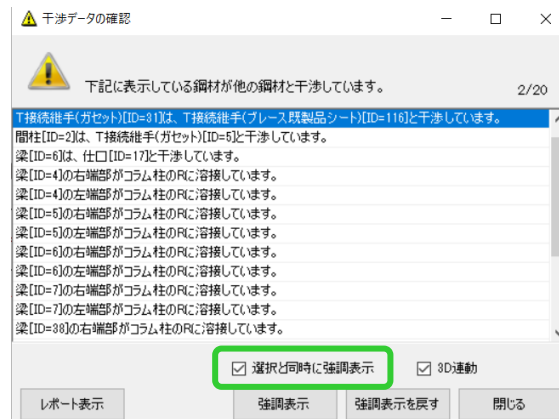 干渉データの確認
下記に表示している鋼材が他の鋼材と干渉しています。
2/20
T接続継手(ガセット)[ID=31]は、T接続継手(ブレース既製品シート)[ID=116]と干渉しています。
間柱[ID=2]は、T接続継手(ガセット)[ID=5]と干渉しています。
梁[ID=6]は、仕口[ID=17]と干渉しています。
梁[ID=4]の右端部がコラム柱のRに溶接しています。
梁[ID=4]の左端部がコラム柱のRに溶接しています。
梁[ID=5]の右端部がコラム柱のRに溶接しています。
梁[ID=5]の左端部がコラム柱のRに溶接しています。
梁[ID=6]の右端部がコラム柱のRに溶接しています。
梁[ID=6]の左端部がコラム柱のRに溶接しています。
梁[ID=7]の右端部がコラム柱のRに溶接しています。
梁[ID=7]の左端部がコラム柱のRに溶接しています。
梁[ID=38]の右端部がコラム柱のRに溶接しています。
選択と同時に強調表示
3D連動
レポート表示
強調表示
強調表示を戻す
閉じる